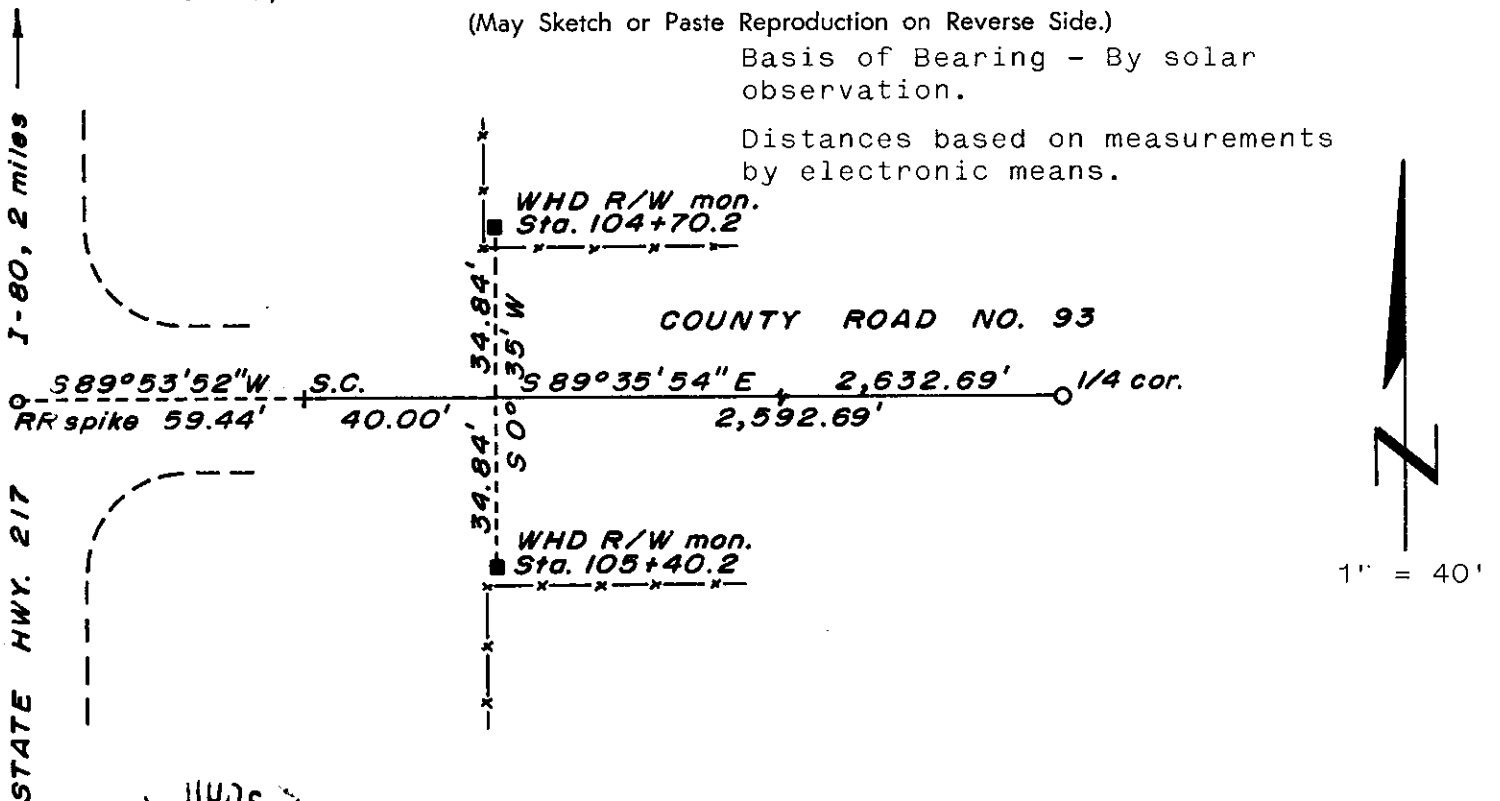 (May Sketch or Paste Reproduction on Reverse Side.)
Basis of Bearing - By solar
observation.
Distances based on measurements
by electronic means.
I-80, 2 miles
WHD R/W mon.
Sta. 104+70.2
34.84'
S 0° 35' W
COUNTY ROAD NO. 93
S 89° 53' 52" W
S.C.
S 89° 35' 54" E
2,632.69'
1/4 cor.
RR spike
59.44'
40.00'
2,592.69'
34.84'
WHD R/W mon.
Sta. 105+40.2
STATE HWY. 217
N
1" = 40'